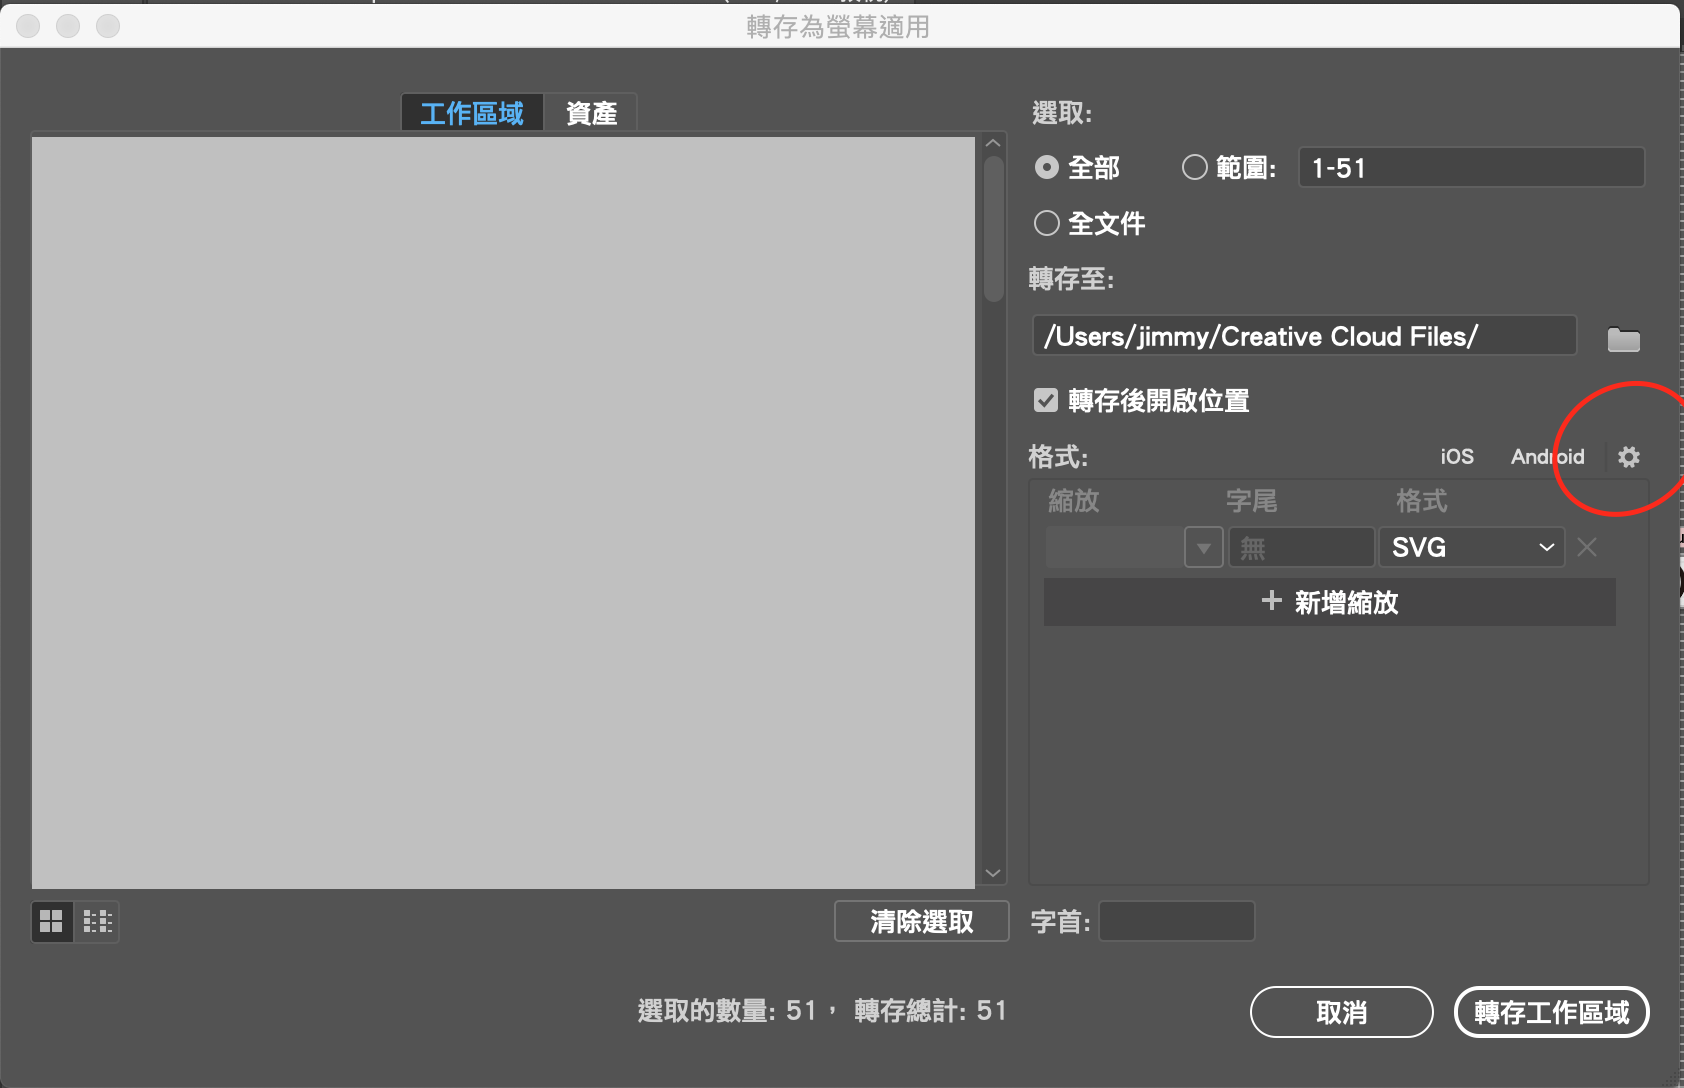 轉存為螢幕適用
工作區域 資產
選取:
全部 範圍: 1-51
全文件
轉存至:
/Users/jimmy/Creative Cloud Files/
轉存後開啟位置
格式: iOS Android
縮放 字尾 格式
無 SVG
+ 新增縮放
清除選取 字首:
選取的數量: 51， 轉存總計: 51
取消 轉存工作區域